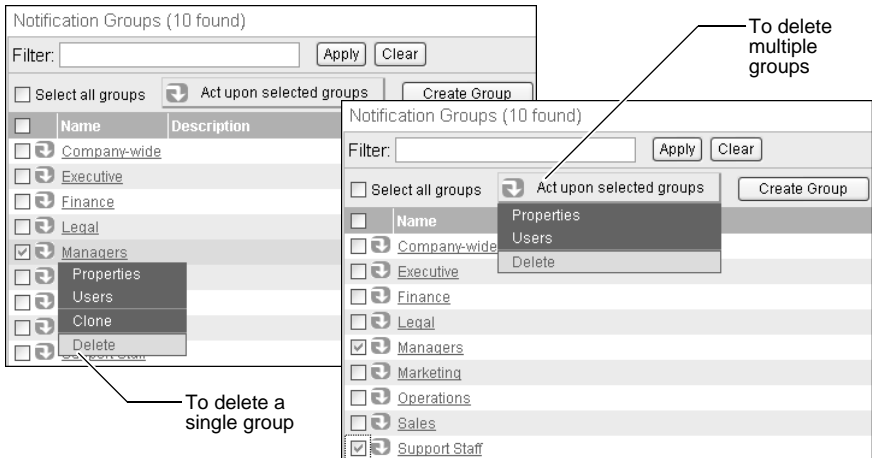 Notification Groups (10 found)
Filter:
Apply
Clear
Select all groups
Act upon selected groups
Create Group
Name
Description
Company-wide
Executive
Finance
Legal
Managers
Properties
Users
Clone
Delete
Support Staff
To delete a
single group
To delete
multiple
groups
Notification Groups (10 found)
Filter:
Apply
Clear
Select all groups
Act upon selected groups
Create Group
Name
Properties
Users
Delete
Company-wide
Executive
Finance
Legal
Managers
Marketing
Operations
Sales
Support Staff